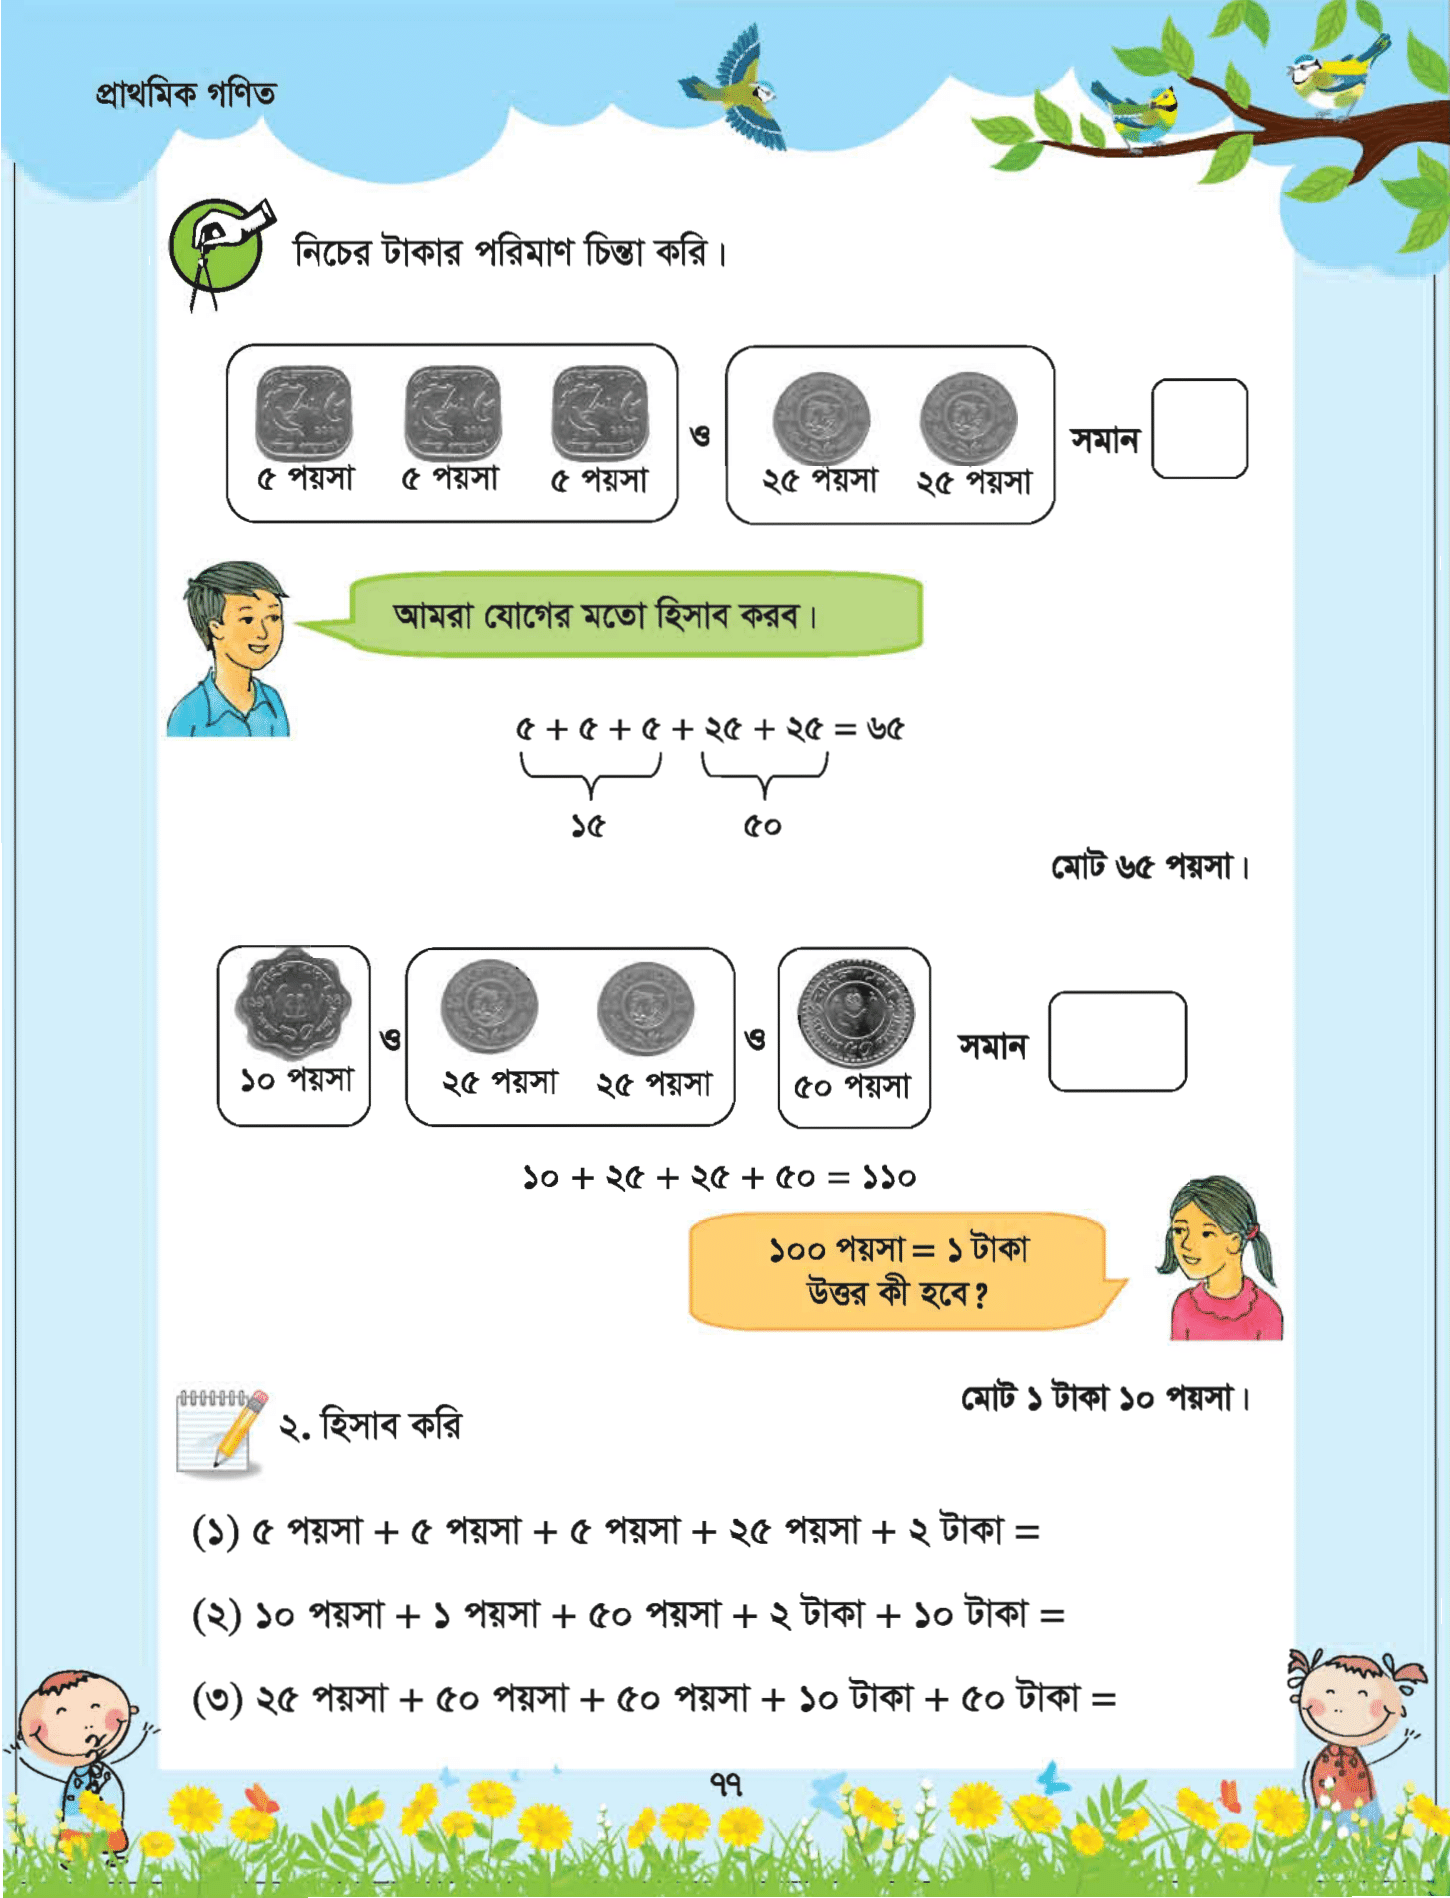 প্রাথমিক গণিত
নিচের টাকার পরিমাণ চিন্তা করি।
৫ পয়সা ৫ পয়সা ৫ পয়সা ও ২৫ পয়সা ২৫ পয়সা সমান
আমরা যোগের মতো হিসাব করব।
৫ + ৫ + ৫ + ২৫ + ২৫ = ৬৫
১৫ ৫০
মোট ৬৫ পয়সা।
১০ পয়সা ও ২৫ পয়সা ২৫ পয়সা ও ৫০ পয়সা সমান
১০ + ২৫ + ২৫ + ৫০ = ১১০
১০০ পয়সা = ১ টাকা
উত্তর কী হবে?
মোট ১ টাকা ১০ পয়সা।
২. হিসাব করি
(১) ৫ পয়সা + ৫ পয়সা + ৫ পয়সা + ২৫ পয়সা + ২ টাকা =
(২) ১০ পয়সা + ১ পয়সা + ৫০ পয়সা + ২ টাকা + ১০ টাকা =
(৩) ২৫ পয়সা + ৫০ পয়সা + ৫০ পয়সা + ১০ টাকা + ৫০ টাকা =
৭৭